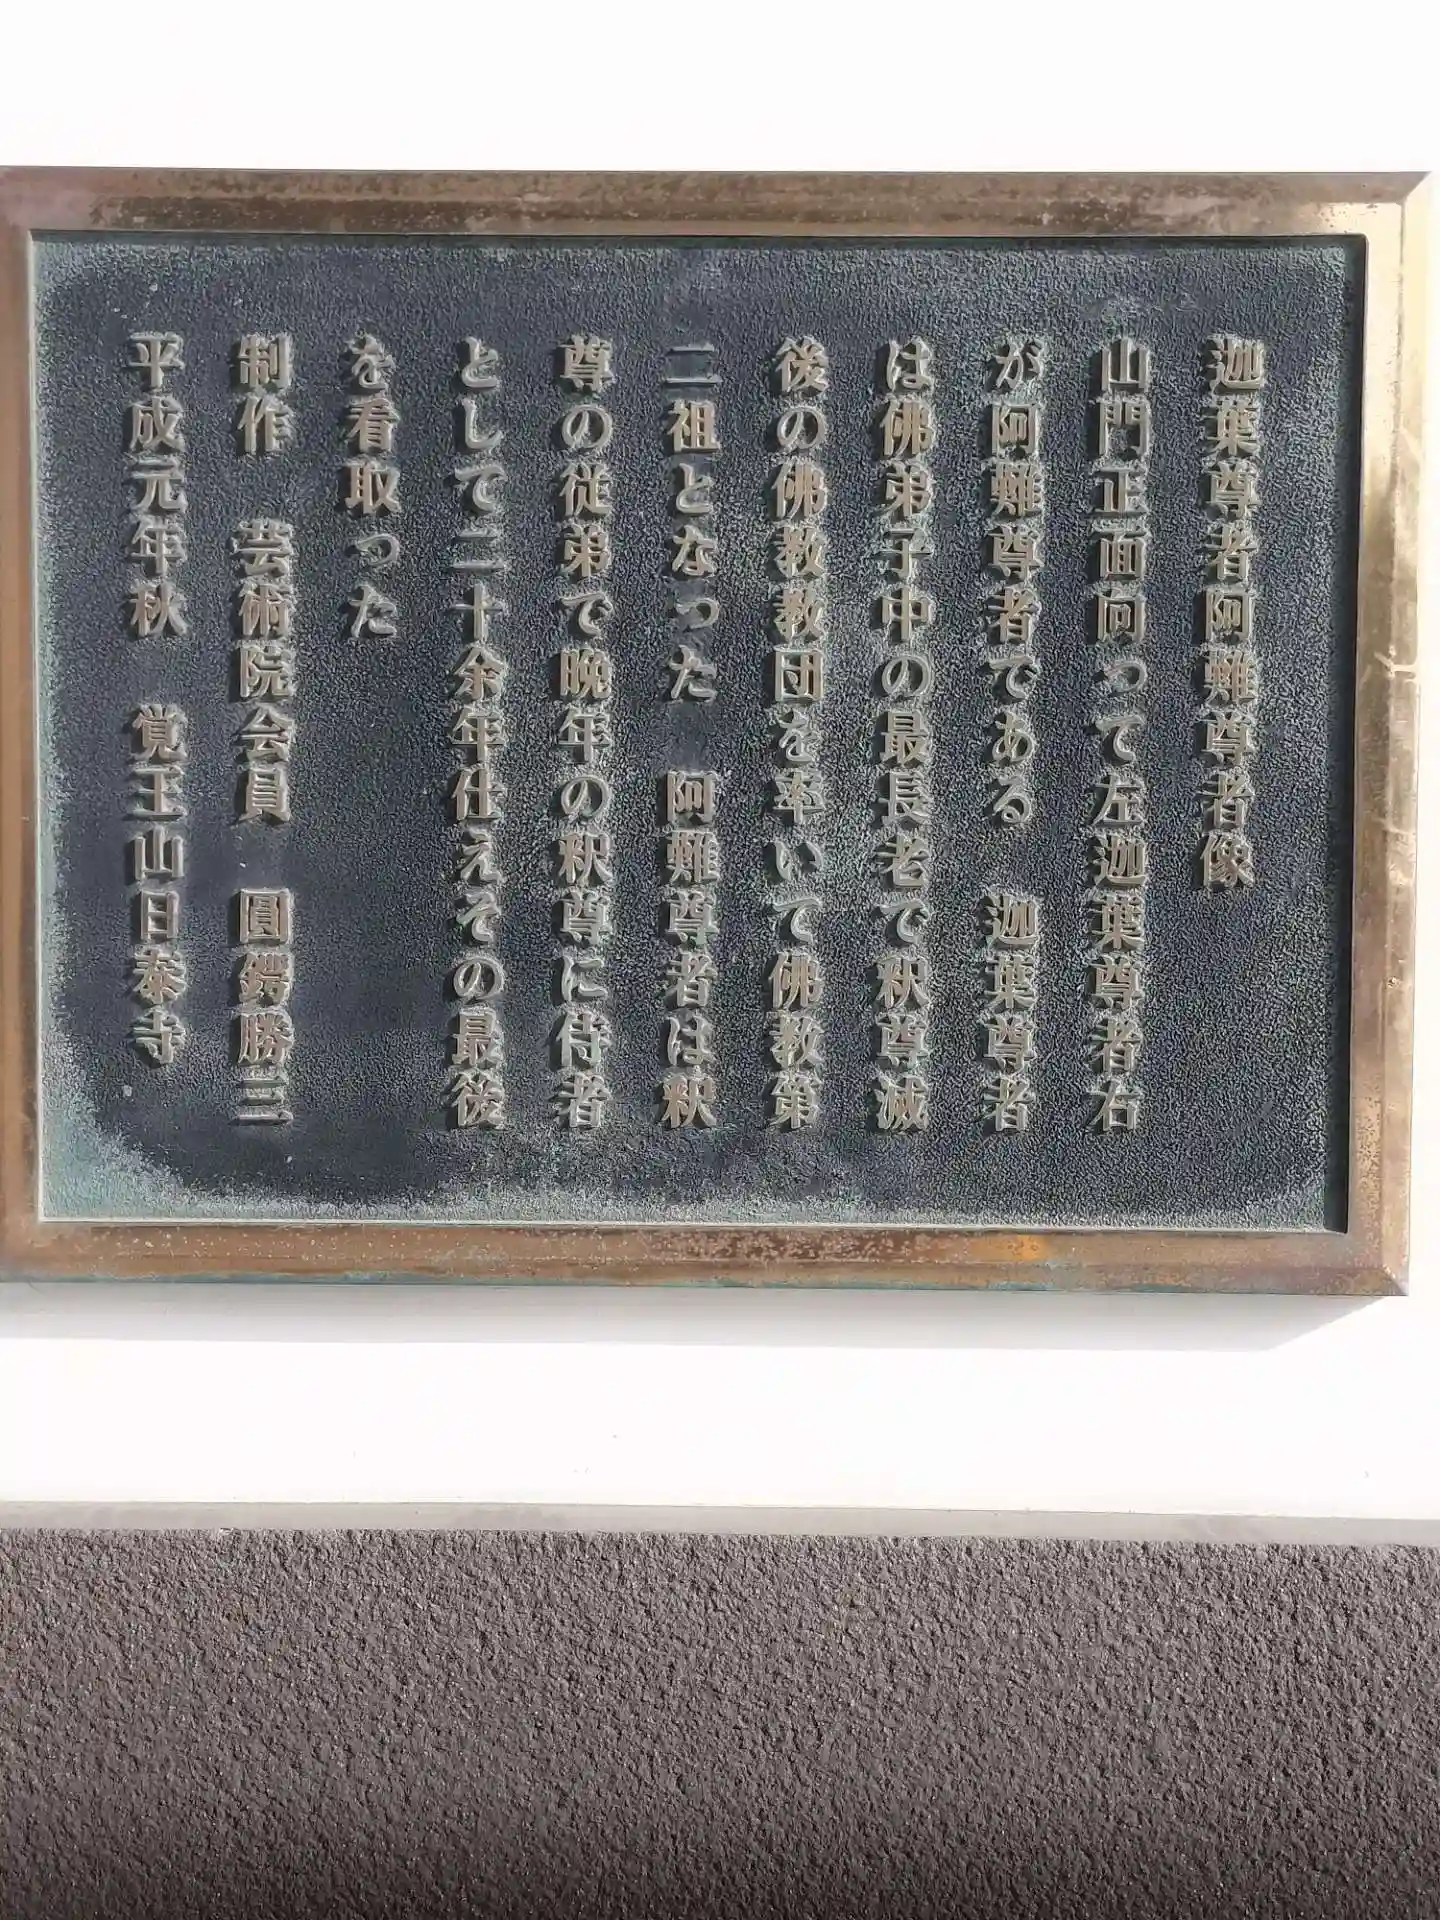 迦葉尊者阿難尊者像
山門正面向って左迦葉尊者右
が阿難尊者である　迦葉尊者
は佛弟子中の最長老で釈尊滅
後の佛教教団を率いて佛教第
二祖となった　阿難尊者は釈
尊の従弟で晩年の釈尊に侍者
として二十余年仕えその最後
を看取った
制作　芸術院会員　圓鍔勝三
平成元年秋　覚王山日泰寺